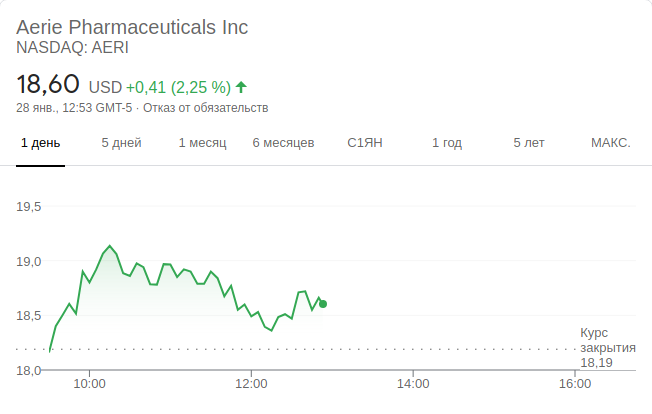 Aerie Pharmaceuticals Inc
NASDAQ: AERI
18,60 USD +0,41 (2,25 %)
28 янв., 12:53 GMT-5 · Отказ от обязательств
1 день 5 дней 1 месяц 6 месяцев С1ЯН 1 год 5 лет МАКС.
19,5
19,0
18,5
Курс
закрытия
18,19
18,0
10:00 12:00 14:00 16:00